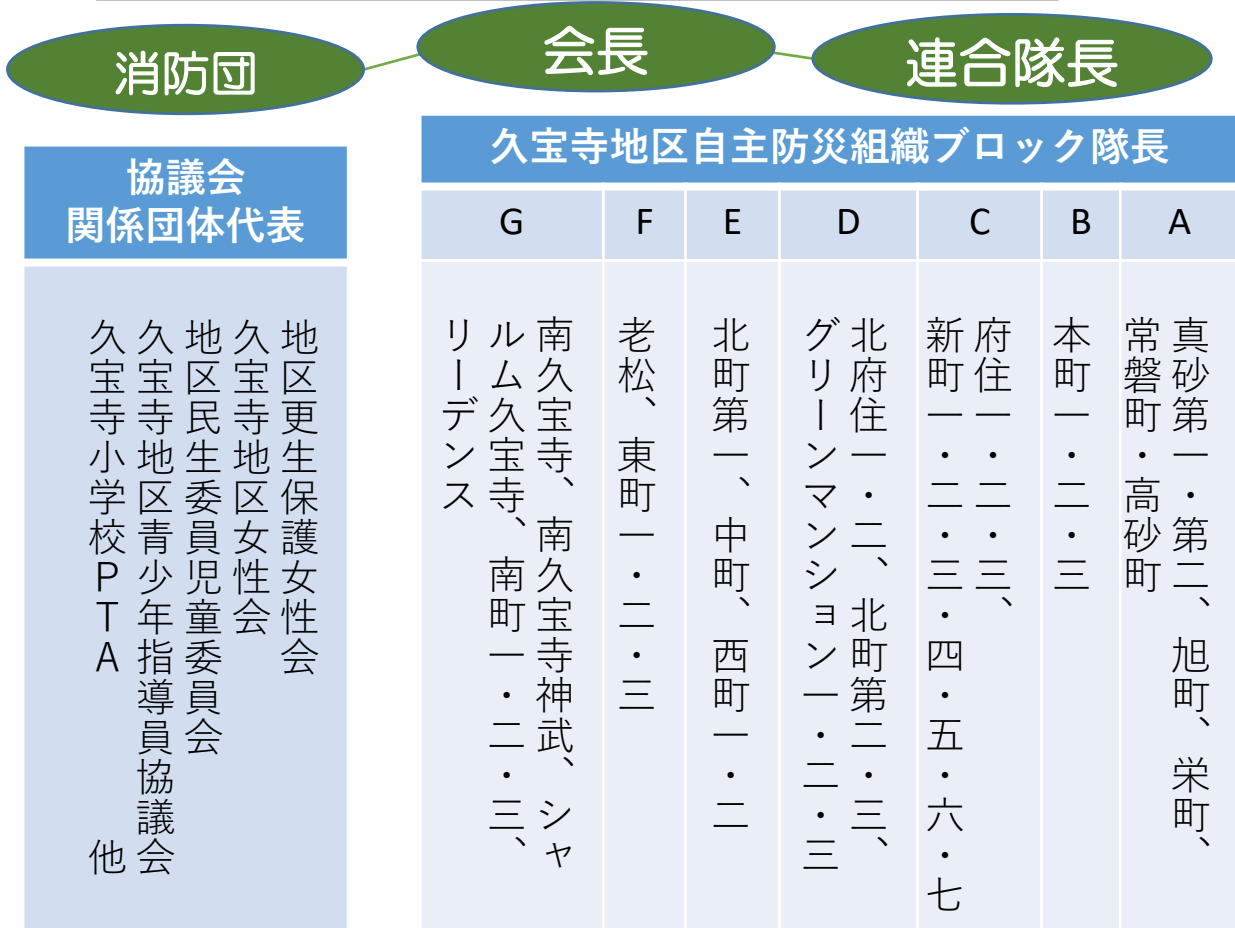 消防団
会長
連合隊長
協議会
関係団体代表
地区更生保護女性会
久宝寺地区女性会
地区民生委員児童委員会
久宝寺地区青少年指導員協議会
久宝寺小学校PTA 他
久宝寺地区自主防災組織ブロック隊長
A
真砂第一・第二、旭町、栄町、
常磐町・高砂町
B
本町一・二・三
C
府住一・二・三、
新町一・二・三・四・五・六・七
D
北府住一・二、北町第二・三、
グリーンマンション一・二・三
E
北町第一、中町、西町一・二
F
老松、東町一・二・三
G
南久宝寺、南久宝寺神武、シャ
ルム久宝寺、南町一・二・三、
リーデンス